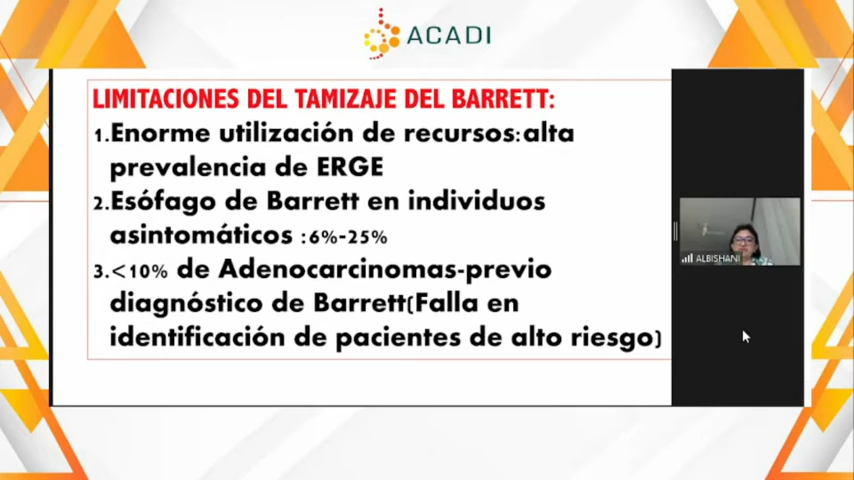 ACADI
LIMITACIONES DEL TAMIZAJE DEL BARRETT:
1.Enorme utilización de recursos:alta
prevalencia de ERGE
2.Esófago de Barrett en individuos
asintomáticos :6%-25%
3.<10% de Adenocarcinomas-previo
diagnóstico de Barrett(Falla en
identificación de pacientes de alto riesgo)
ALBISHANI